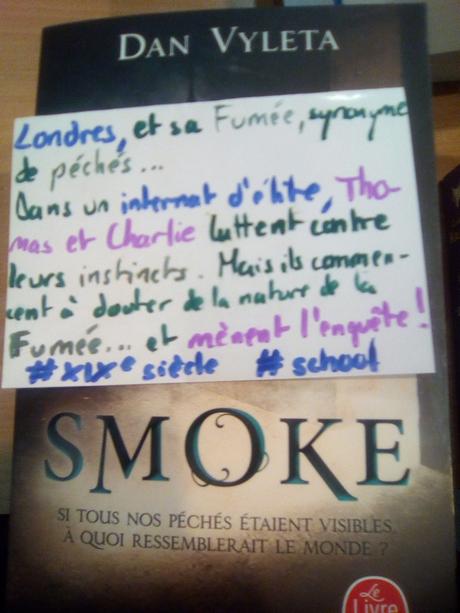 DAN VYLETA
Londres, et sa Fumée, synonyme
de péchés...
Dans un internat d'élite, Tho-
mas et Charlie luttent contre
leurs instincts. Mais ils commen-
cent à douter de la nature de la
Fumée... et mènent l'enquête !
# XIXe siècle # school
SMOKE
SI TOUS NOS PÉCHÉS ÉTAIENT VISIBLES,
À QUOI RESSEMBLERAIT LE MONDE ?
Le
Livre